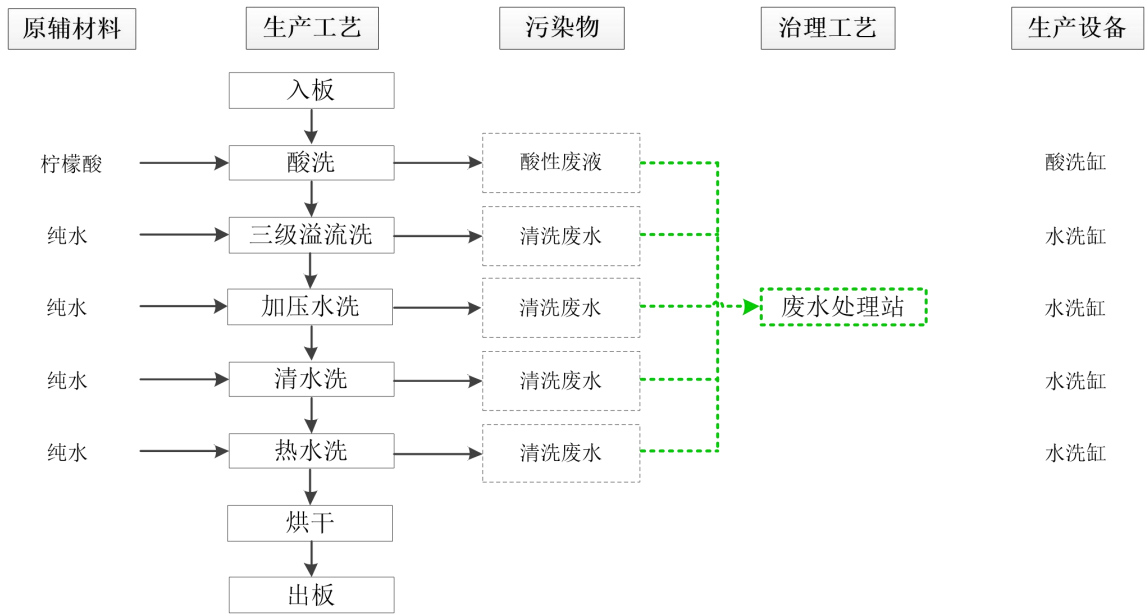 原辅材料 生产工艺 污染物 治理工艺 生产设备
入板
柠檬酸 酸洗 酸性废液 酸洗缸
纯水 三级溢流洗 清洗废水 水洗缸
纯水 加压水洗 清洗废水 废水处理站 水洗缸
纯水 清水洗 清洗废水 水洗缸
纯水 热水洗 清洗废水 水洗缸
烘干
出板